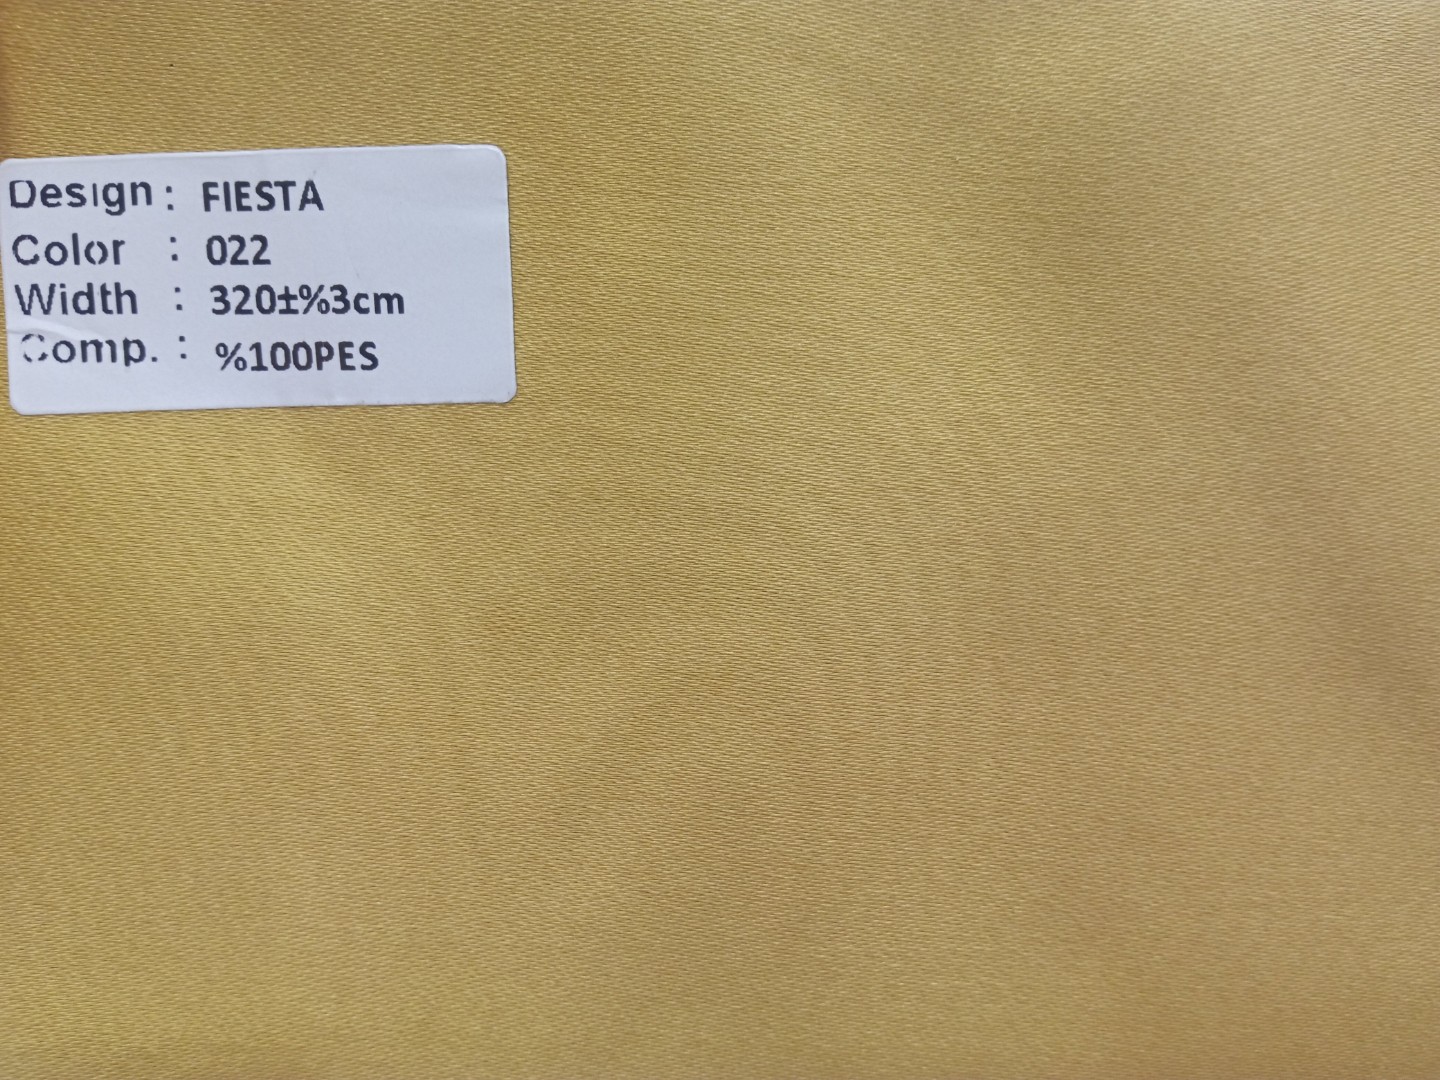 Design : FIESTA
Color : 022
Width : 320±%3cm
Comp. : %100PES